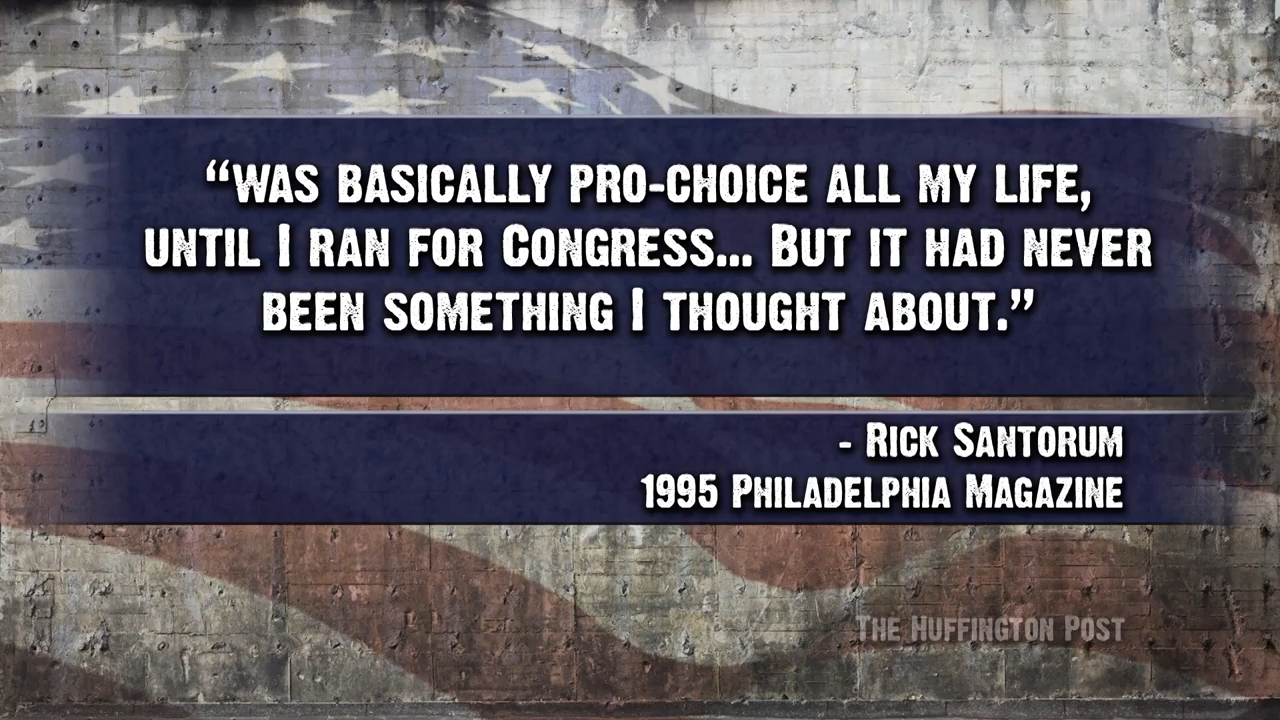 “WAS BASICALLY PRO-CHOICE ALL MY LIFE,
UNTIL I RAN FOR CONGRESS... BUT IT HAD NEVER
BEEN SOMETHING I THOUGHT ABOUT.”
- RICK SANTORUM
1995 PHILADELPHIA MAGAZINE
THE HUFFINGTON POST